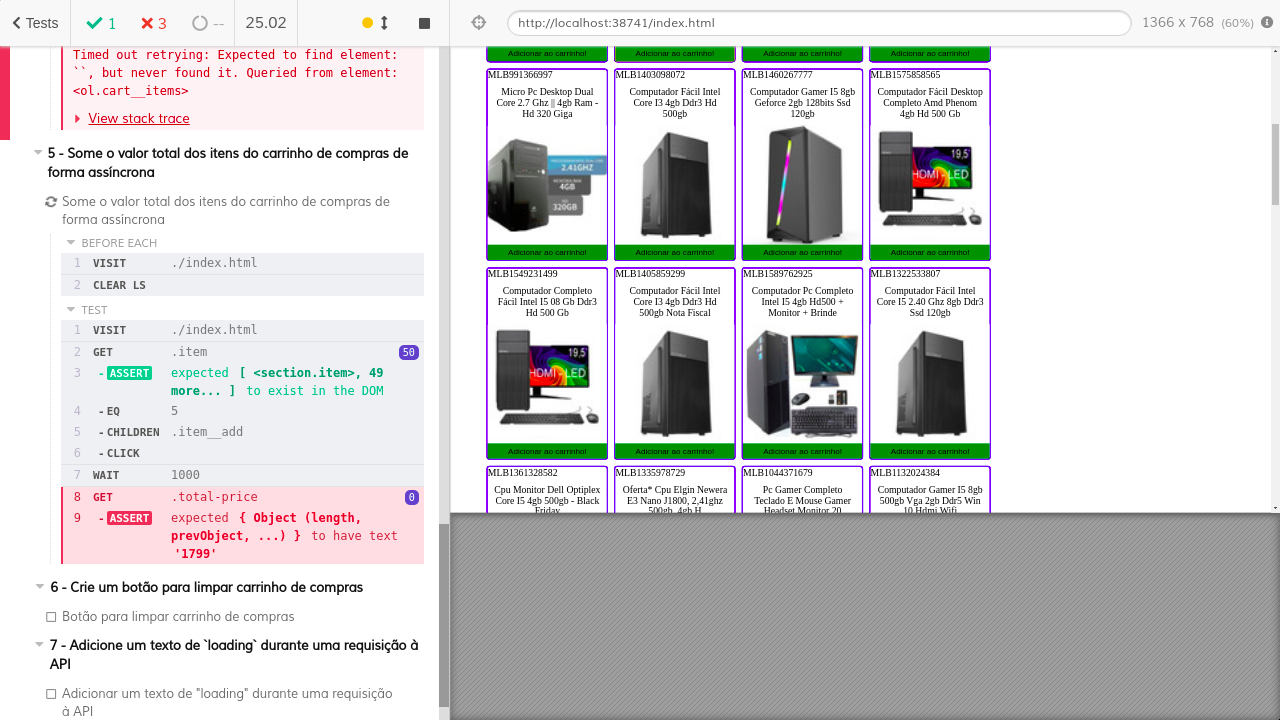 Tests
1
3
--
25.02
http://localhost:38741/index.html
1366 x 768 (60%)
Timed out retrying: Expected to find element:
``, but never found it. Queried from element:
<ol.cart__items>
View stack trace
5 - Some o valor total dos itens do carrinho de compras de
forma assíncrona
Some o valor total dos itens do carrinho de compras de
forma assíncrona
BEFORE EACH
1 VISIT ./index.html
2 CLEAR LS
TEST
1 VISIT ./index.html
2 GET .item 50
3 - ASSERT expected [ <section.item>, 49
more... ] to exist in the DOM
4 - EQ 5
5 - CHILDREN .item__add
6 - CLICK
7 WAIT 1000
8 GET .total-price 0
9 - ASSERT expected { Object (length,
prevObject, ...) } to have text
'1799'
6 - Crie um botão para limpar carrinho de compras
Botão para limpar carrinho de compras
7 - Adicione um texto de `loading` durante uma requisição à
API
Adicionar um texto de "loading" durante uma requisição
à API
Adicionar ao carrinho! Adicionar ao carrinho! Adicionar ao carrinho! Adicionar ao carrinho!
MLB991366997
Micro Pc Desktop Dual
Core 2.7 Ghz || 4gb Ram -
Hd 320 Giga
2.41GHZ
4GB
320GB
Adicionar ao carrinho!
MLB1403098072
Computador Fácil Intel
Core I3 4gb Ddr3 Hd
500gb
Adicionar ao carrinho!
MLB1460267777
Computador Gamer I5 8gb
Geforce 2gb 128bits Ssd
120gb
Adicionar ao carrinho!
MLB1575858565
Computador Fácil Desktop
Completo Amd Phenom
4gb Hd 500 Gb
19,5"
HDMI - LED
Adicionar ao carrinho!
MLB1549231499
Computador Completo
Fácil Intel I5 08 Gb Ddr3
Hd 500 Gb
19,5"
HDMI - LED
Adicionar ao carrinho!
MLB1405859299
Computador Fácil Intel
Core I3 4gb Ddr3 Hd
500gb Nota Fiscal
Adicionar ao carrinho!
MLB1589762925
Computador Pc Completo
Intel I5 4gb Hd500 +
Monitor + Brinde
Adicionar ao carrinho!
MLB1322533807
Computador Fácil Intel
Core I5 2.40 Ghz 8gb Ddr3
Ssd 120gb
Adicionar ao carrinho!
MLB1361328582
Cpu Monitor Dell Optiplex
Core I5 4gb 500gb - Black
Friday
MLB1335978729
Oferta* Cpu Elgin Newera
E3 Nano J1800, 2,41ghz
500gb, 4gb H
MLB1044371679
Pc Gamer Completo
Teclado E Mouse Gamer
Headset Monitor 20
MLB1132024384
Computador Gamer I5 8gb
500gb Vga 2gb Ddr5 Win
10 Hdmi Wifi